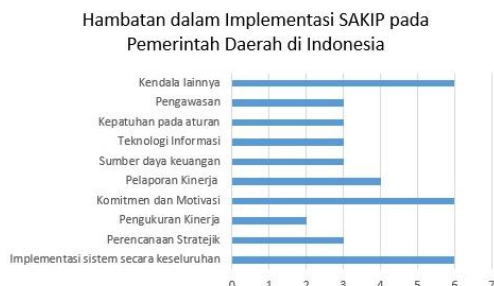 Hambatan dalam Implementasi SAKIP pada
Pemerintah Daerah di Indonesia
Kendala lainnya
Pengawasan
Kepatuhan pada aturan
Teknologi Informasi
Sumber daya keuangan
Pelaporan Kinerja
Komitmen dan Motivasi
Pengukuran Kinerja
Perencanaan Stratejik
Implementasi sistem secara keseluruhan
0 1 2 3 4 5 6 7